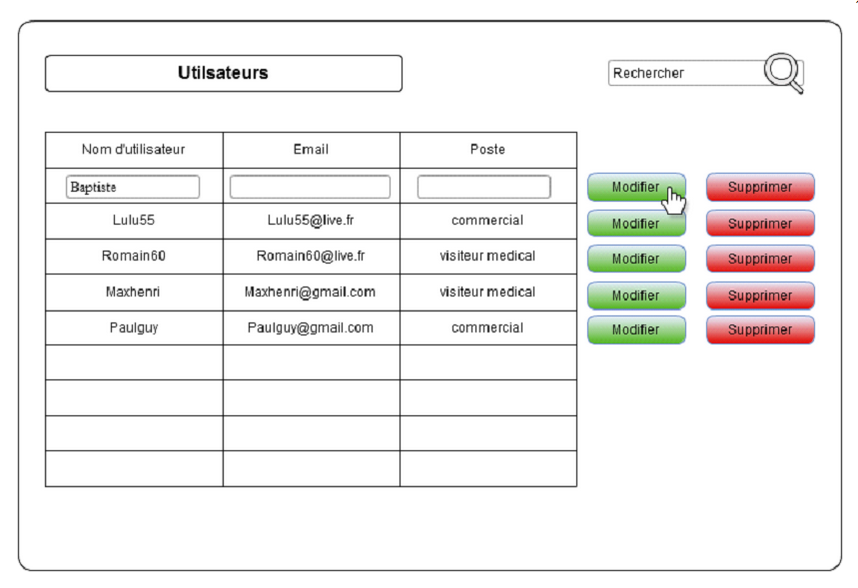 Utilsateurs
Rechercher
Nom d'utilisateur Email Poste
Baptiste Modifier Supprimer
Lulu55 Lulu55@live.fr commercial Modifier Supprimer
Romain60 Romain60@live.fr visiteur medical Modifier Supprimer
Maxhenri Maxhenri@gmail.com visiteur medical Modifier Supprimer
Paulguy Paulguy@gmail.com commercial Modifier Supprimer